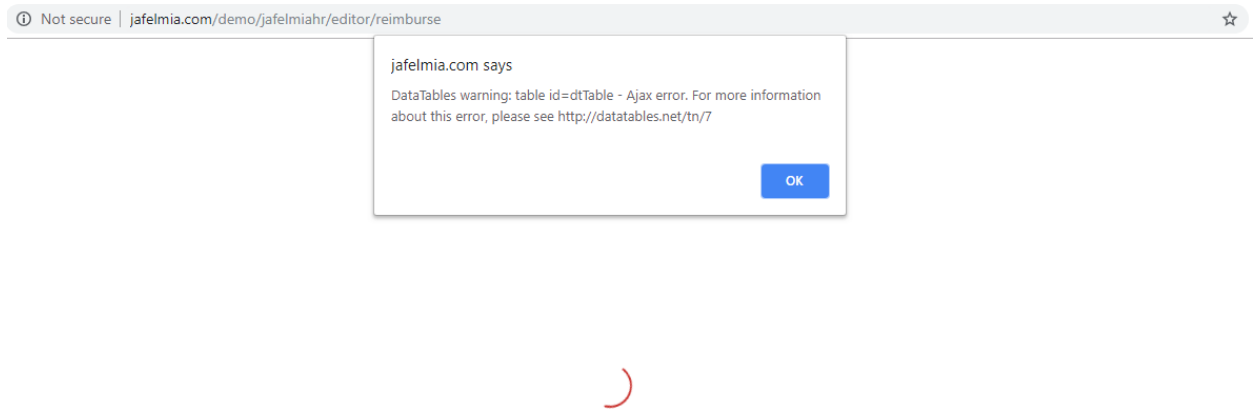 Not secure | jafelmia.com/demo/jafelmiahr/editor/reimburse
jafelmia.com says
DataTables warning: table id=dtTable - Ajax error. For more information
about this error, please see http://datatables.net/tn/7
OK